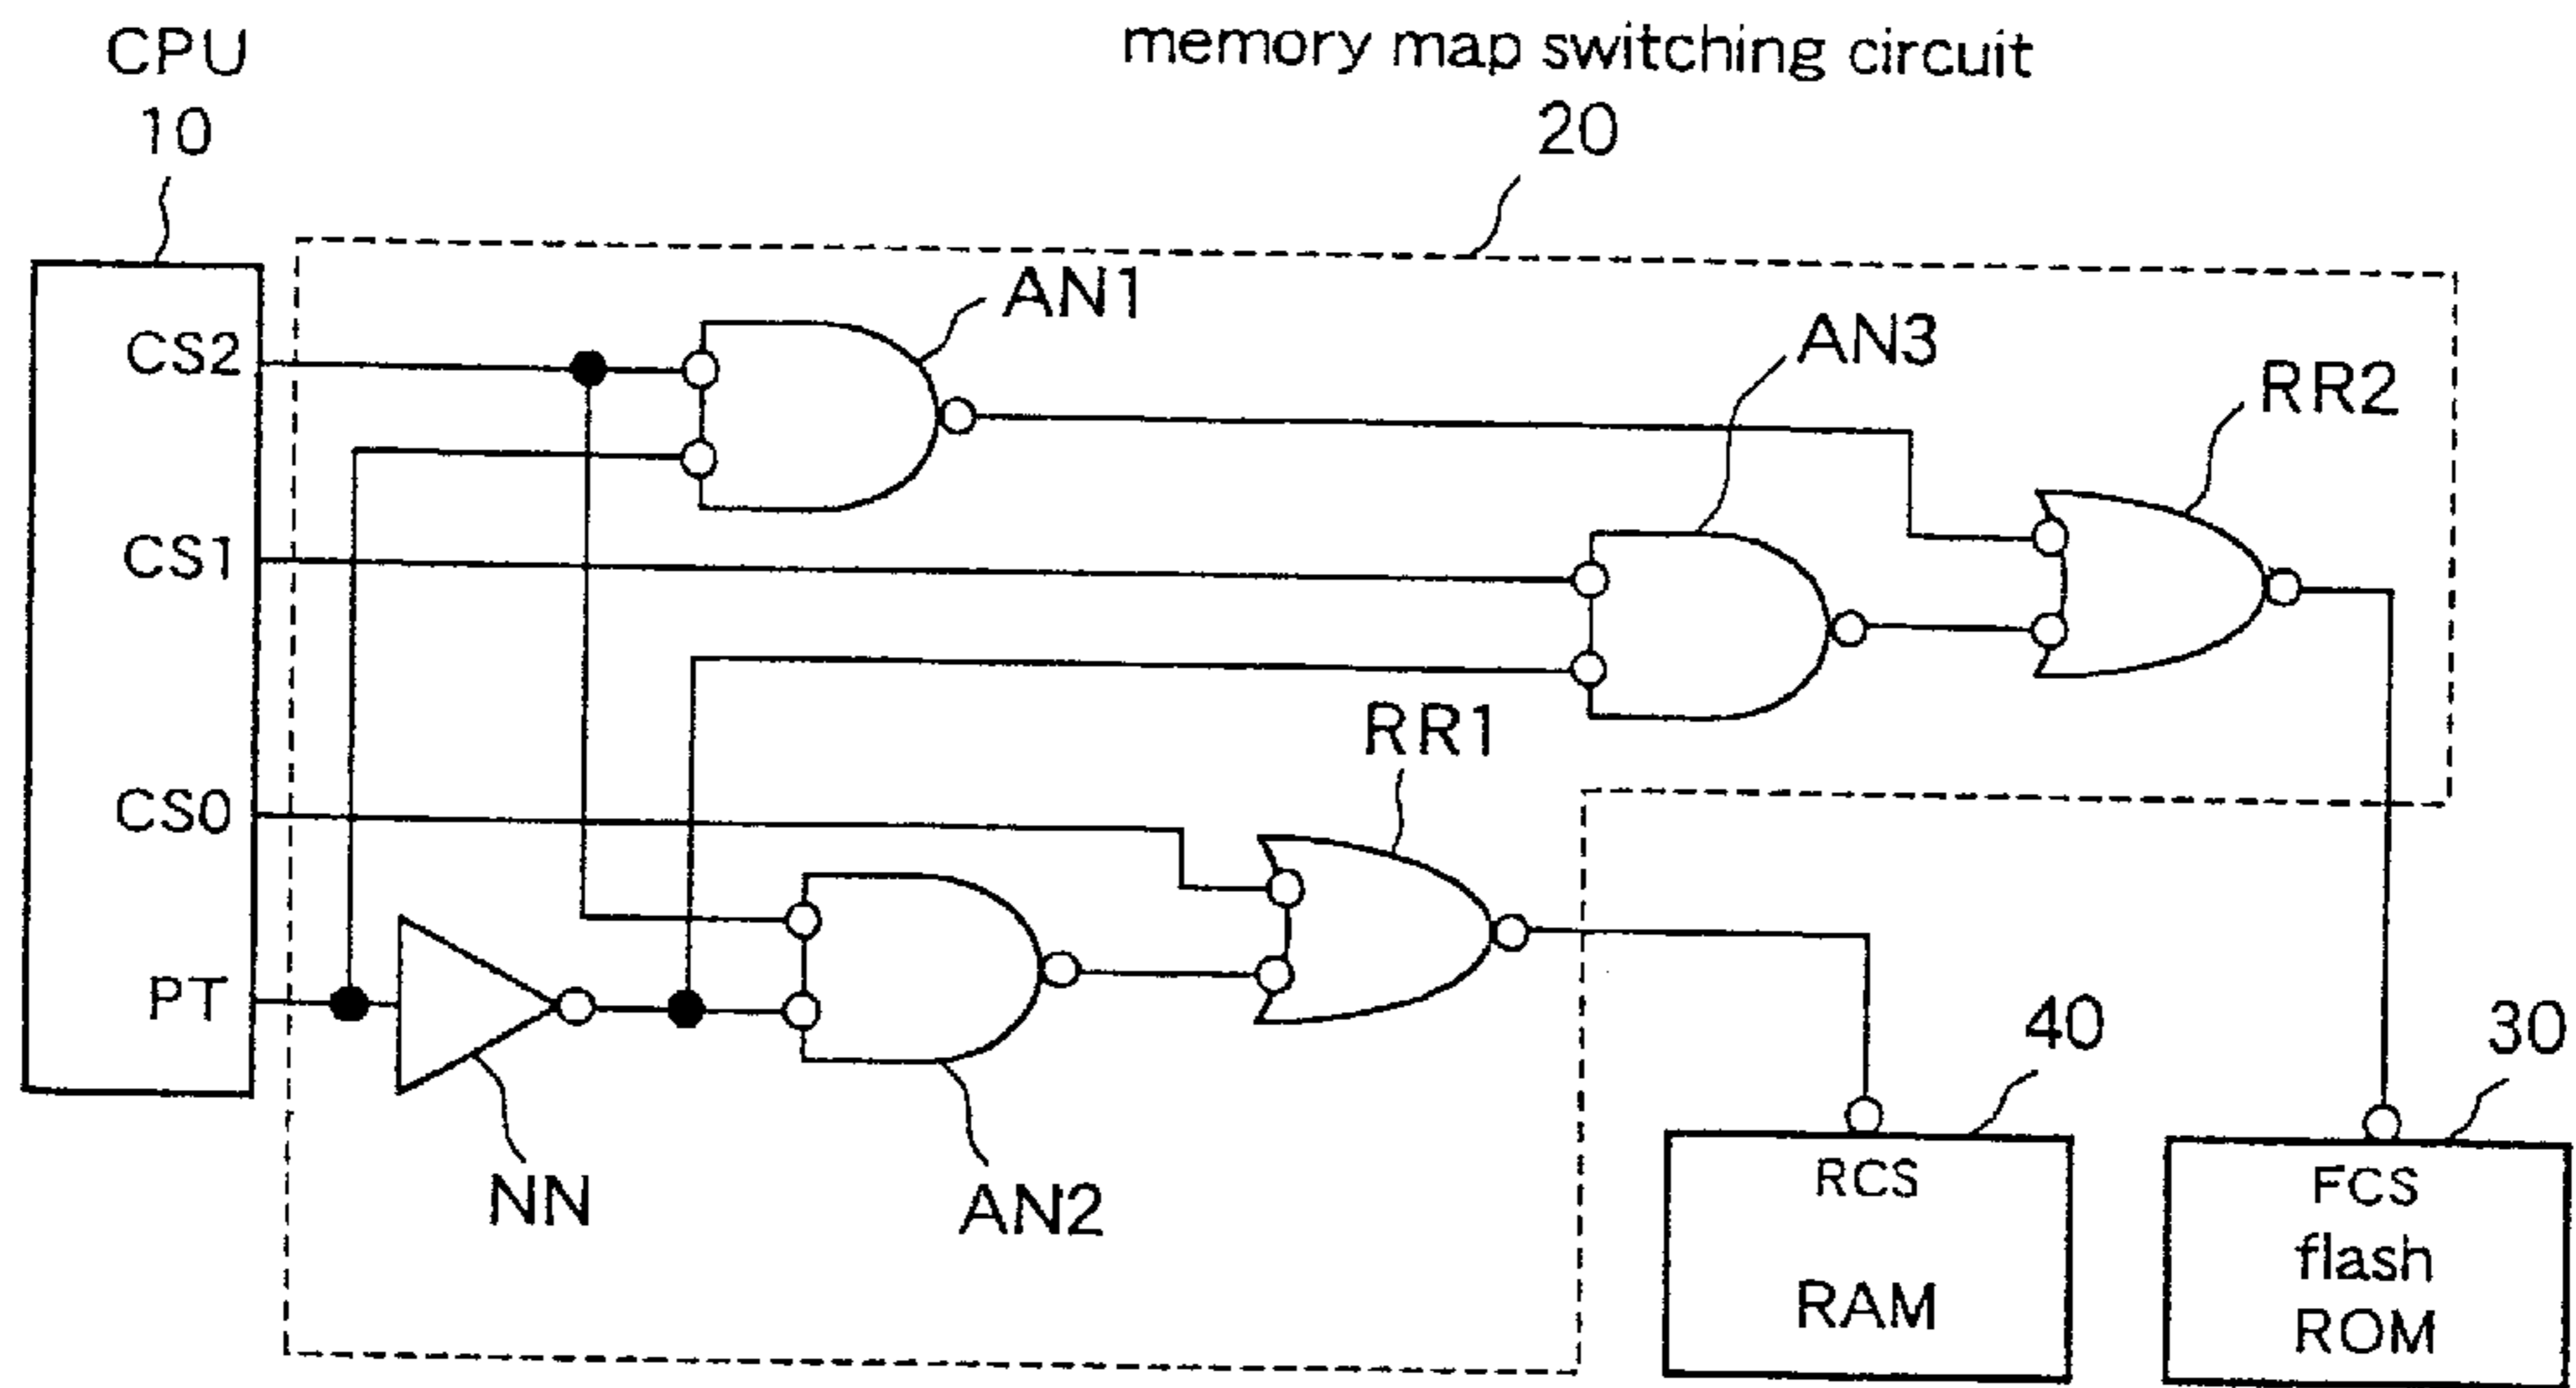 CPU
10
memory map switching circuit
20
AN1
AN3
RR2
CS2
CS1
CS0
PT
RR1
NN
AN2
40
30
RCS
RAM
FCS
flash
ROM